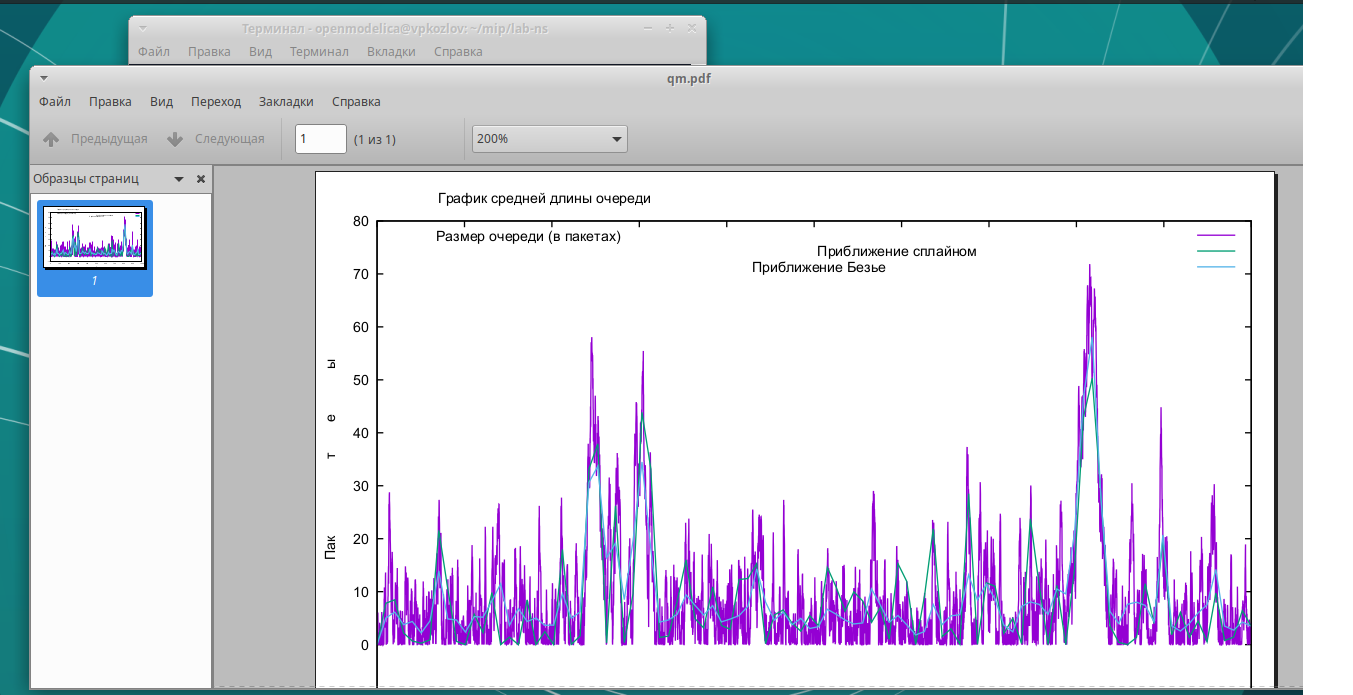 Терминал - openmodelica@vpkozlov: ~/mip/lab-ns
Файл Правка Вид Терминал Вкладки Справка
qm.pdf
Файл Правка Вид Переход Закладки Справка
Предыдущая Следующая 1 (1 из 1) 200%
Образцы страниц
1
График средней длины очереди
Размер очереди (в пакетах)
Приближение сплайном
Приближение Безье
80
70
60
50
40
30
20
10
0
Пак т е ы